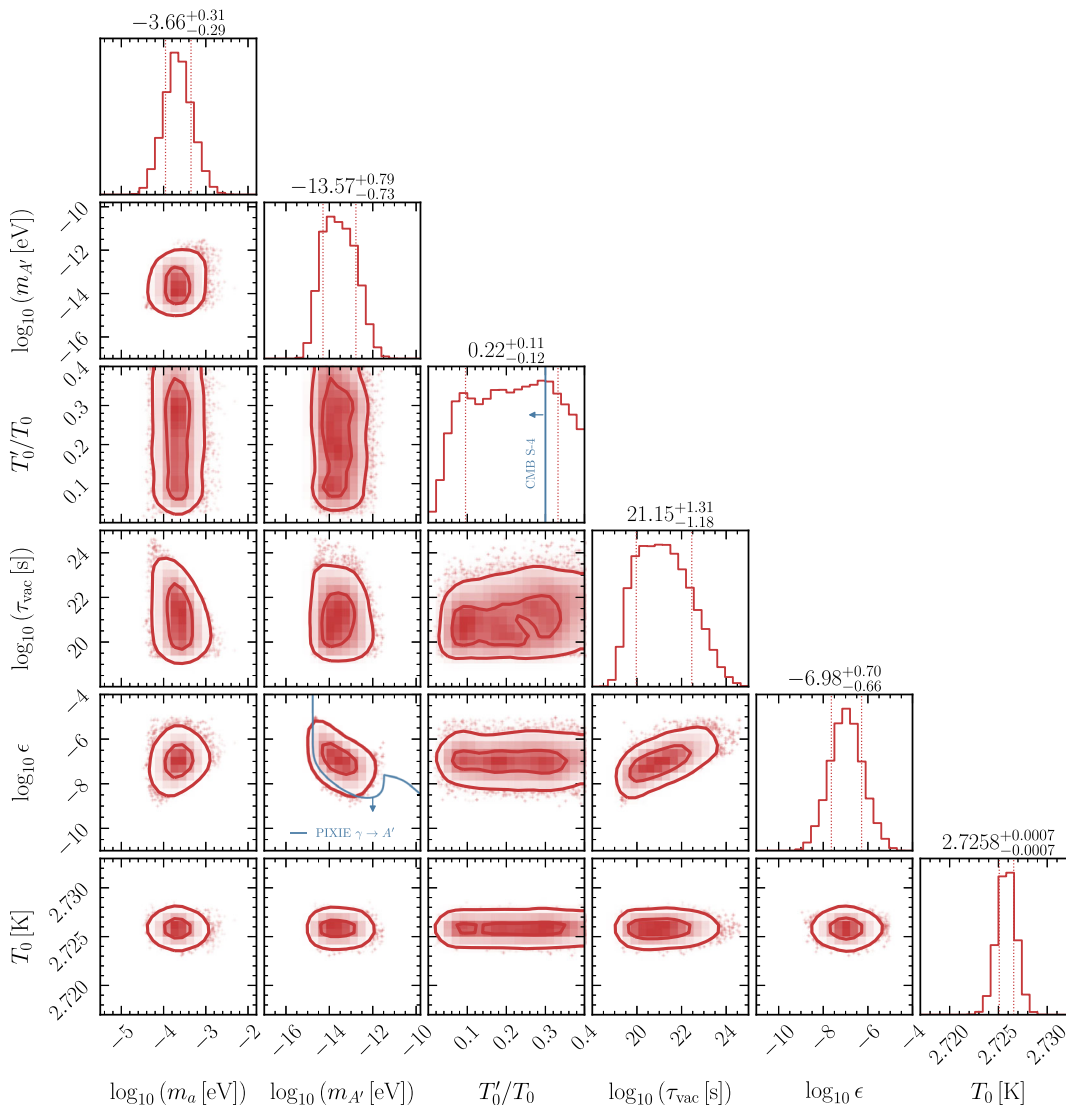 −3.66+0.31−0.29
−13.57+0.79−0.73
log10 (mA′ [eV])
−10
−12
−14
−16
0.22+0.11−0.12
T′0/T0
0.4
0.3
0.2
0.1
CMB S-4
21.15+1.31−1.18
log10 (τvac [s])
24
22
20
−6.98+0.70−0.66
log10 ϵ
−4
−6
−8
−10
PIXIE γ → A′
2.7258+0.0007−0.0007
T0 [K]
2.730
2.725
2.720
−5 −4 −3 −2
−16 −14 −12 −10
0.1 0.2 0.3 0.4
20 22 24
−10 −8 −6 −4
2.720 2.725 2.730
log10 (ma [eV])
log10 (mA′ [eV])
T′0/T0
log10 (τvac [s])
log10 ϵ
T0 [K]